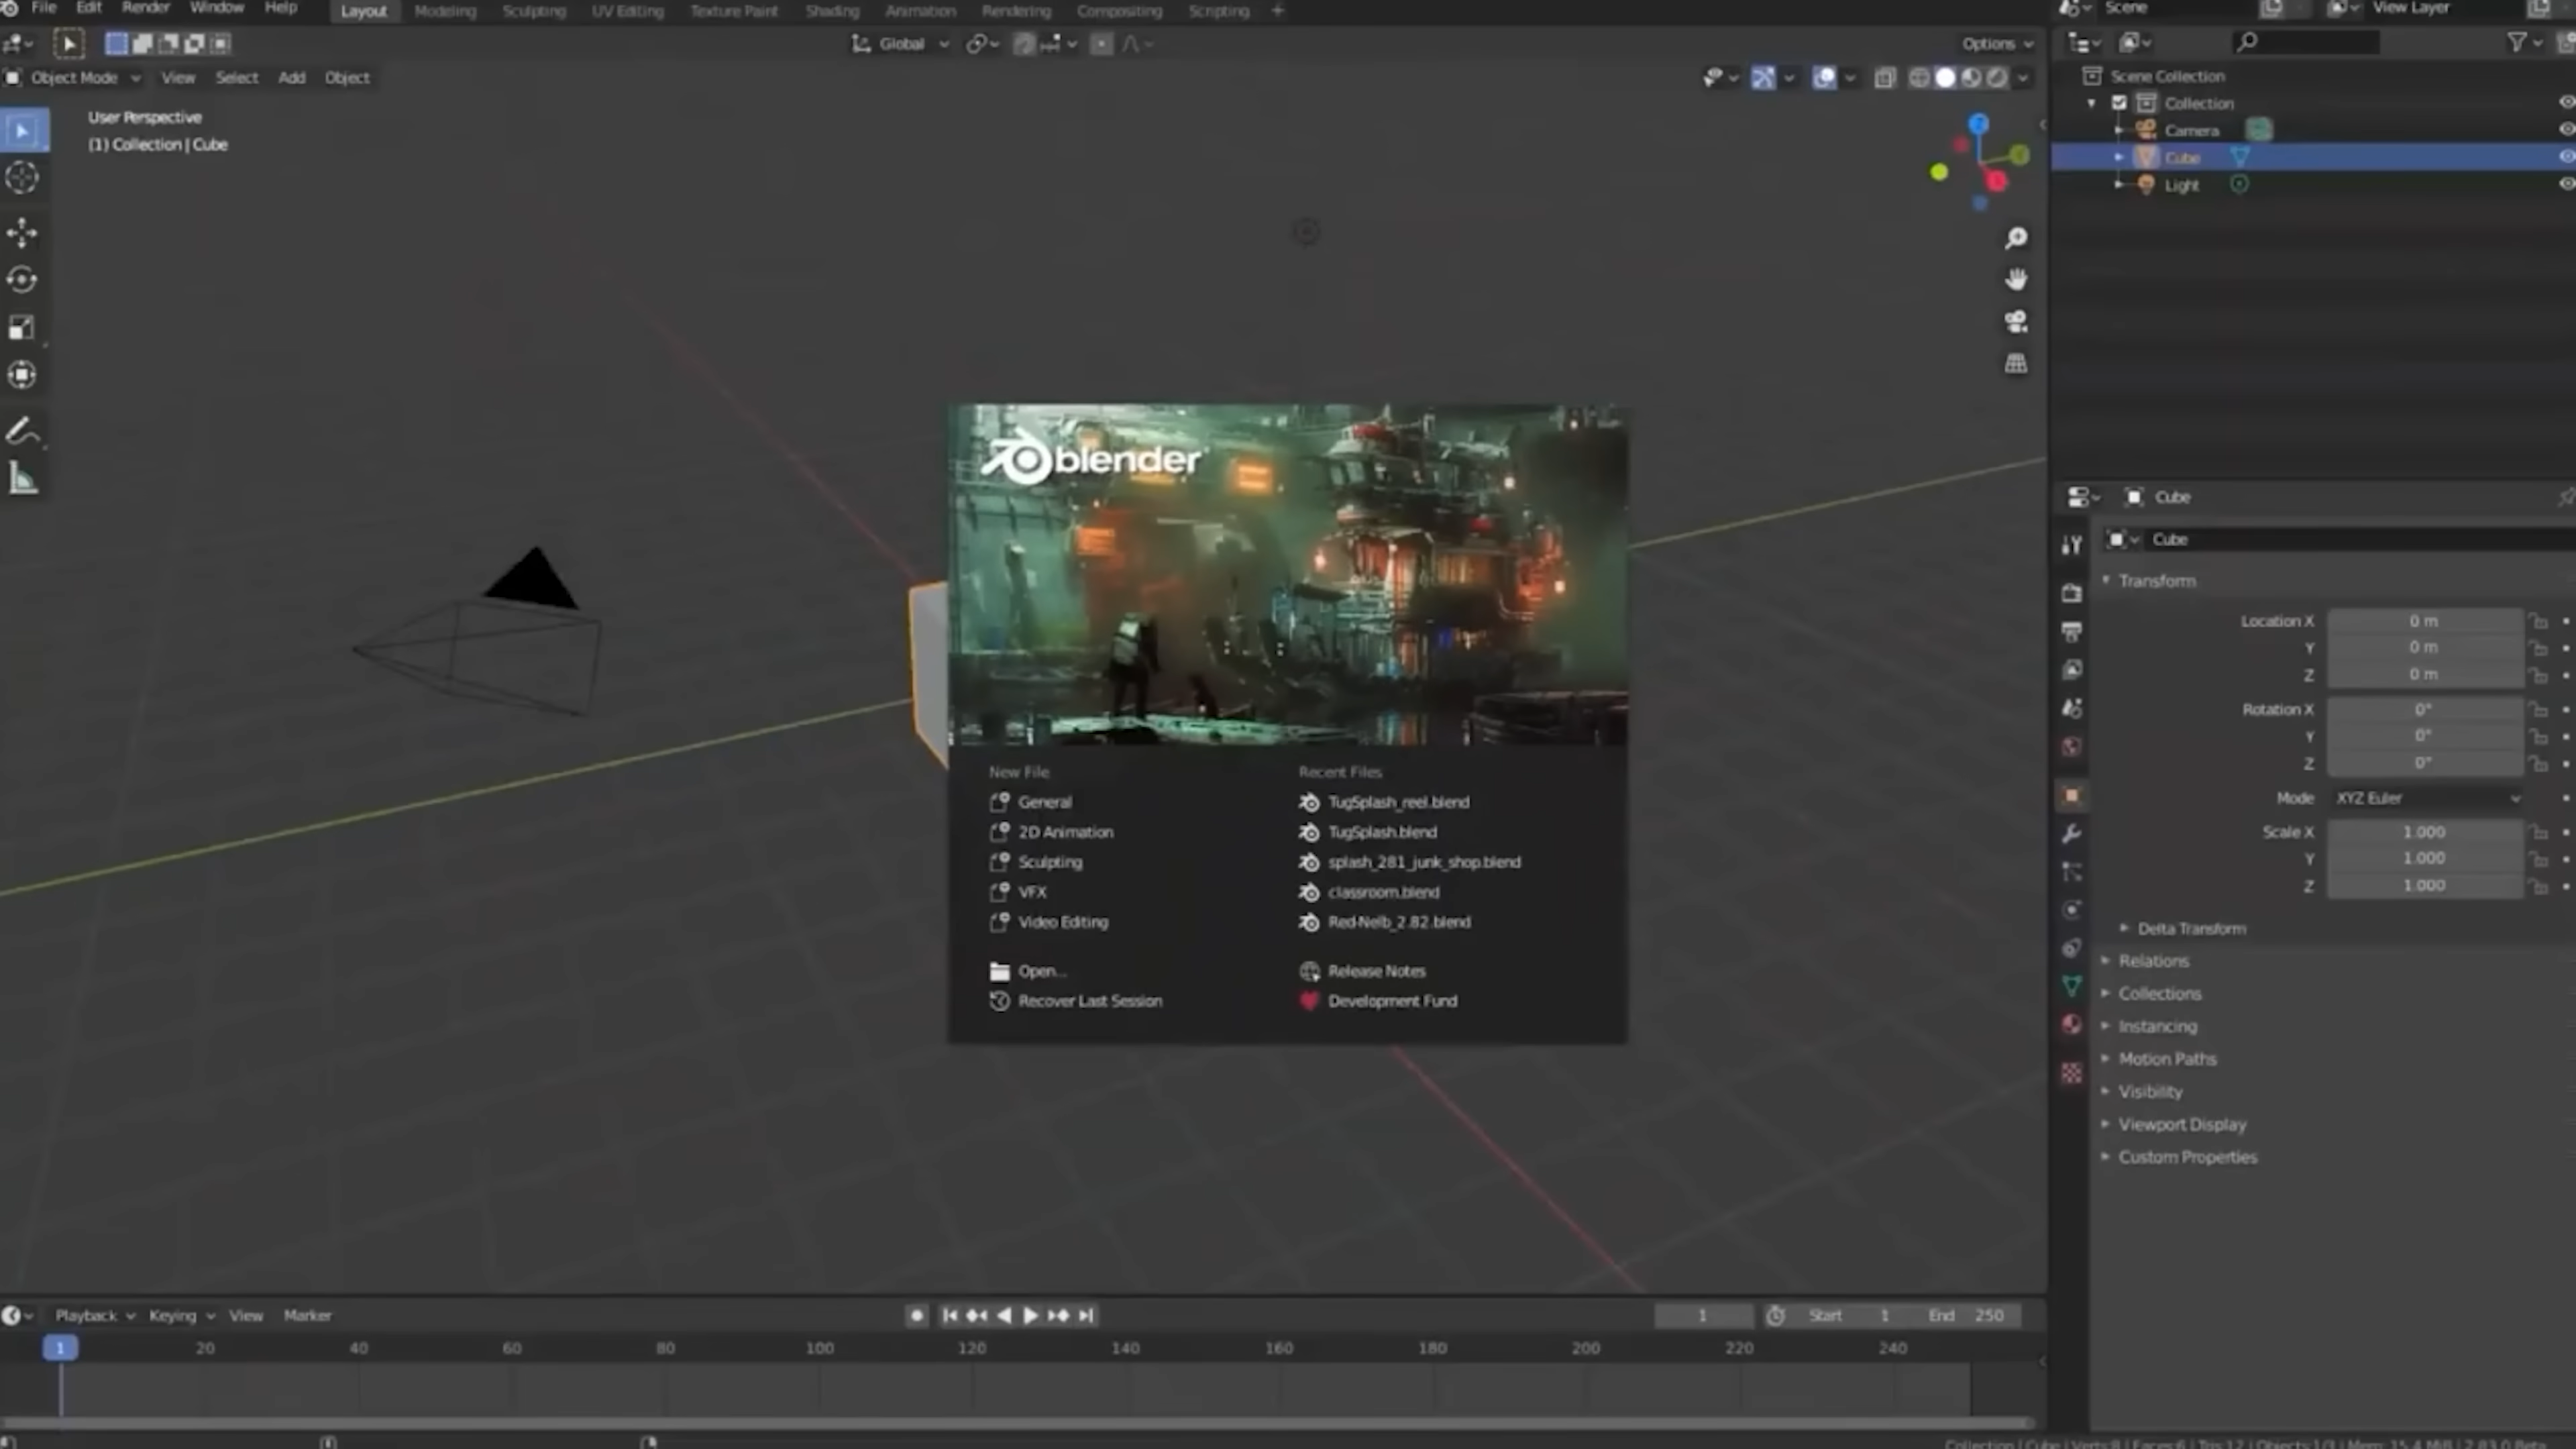 File Edit Render Window Help Layout Modeling Sculpting UV Editing Texture Paint Shading Animation Rendering Compositing Scripting + Scene View Layer
Global Options
Object Mode View Select Add Object
User Perspective
(1) Collection | Cube
Scene Collection
Collection
Camera
Cube
Light
blender
New File
General
2D Animation
Sculpting
VFX
Video Editing
Open...
Recover Last Session
Recent Files
TugSplash_reel.blend
TugSplash.blend
splash_281_junk_shop.blend
classroom.blend
Red-Nelb_2.82.blend
Release Notes
Development Fund
Cube
Cube
Transform
Location X 0 m
Y 0 m
Z 0 m
Rotation X 0°
Y 0°
Z 0°
Mode XYZ Euler
Scale X 1.000
Y 1.000
Z 1.000
Delta Transform
Relations
Collections
Instancing
Motion Paths
Visibility
Viewport Display
Custom Properties
Playback Keying View Marker 1 Start 1 End 250
1 20 40 60 80 100 120 140 160 180 200 220 240